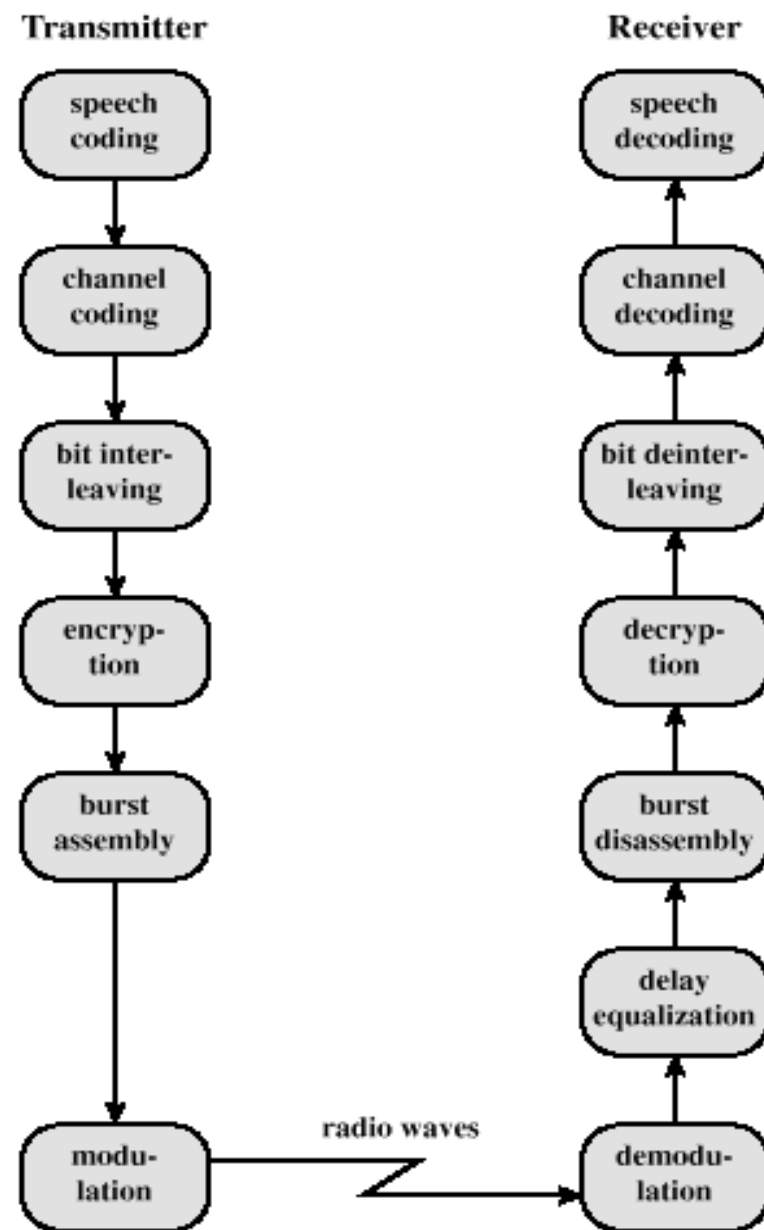 Transmitter
speech
coding
channel
coding
bit inter-
leaving
encryp-
tion
burst
assembly
modu-
lation
radio waves
Receiver
speech
decoding
channel
decoding
bit deinter-
leaving
decryp-
tion
burst
disassembly
delay
equalization
demodu-
lation